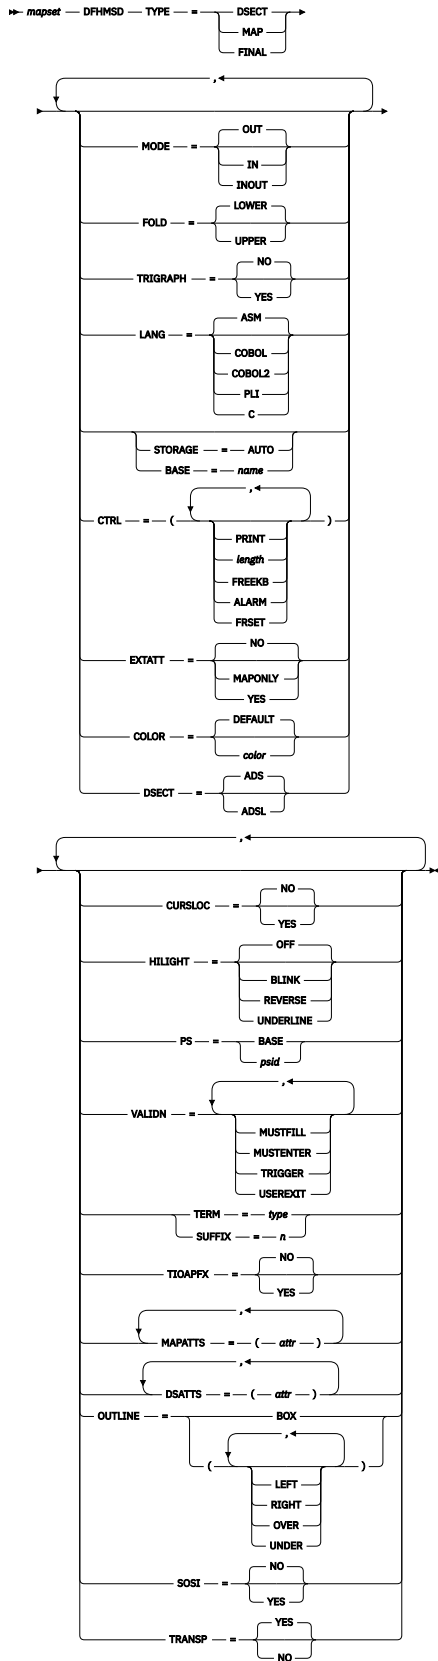 mapset DFHMSD TYPE = DSECT
MAP
FINAL
,
OUT
MODE =
IN
INOUT
LOWER
FOLD =
UPPER
NO
TRIGRAPH =
YES
ASM
LANG =
COBOL
COBOL2
PLI
C
STORAGE = AUTO
BASE = name
,
CTRL = ( )
PRINT
length
FREEKB
ALARM
FRSET
NO
EXTATT =
MAPONLY
YES
DEFAULT
COLOR =
color
ADS
DSECT =
ADSL
,
NO
CURSLOC =
YES
OFF
HILIGHT =
BLINK
REVERSE
UNDERLINE
PS = BASE
psid
,
VALIDN =
MUSTFILL
MUSTENTER
TRIGGER
USEREXIT
TERM = type
SUFFIX = n
NO
TIOAPFX =
YES
,
MAPATTS = ( attr )
,
DSATTS = ( attr )
OUTLINE = BOX
,
( )
LEFT
RIGHT
OVER
UNDER
NO
SOSI =
YES
YES
TRANSP =
NO